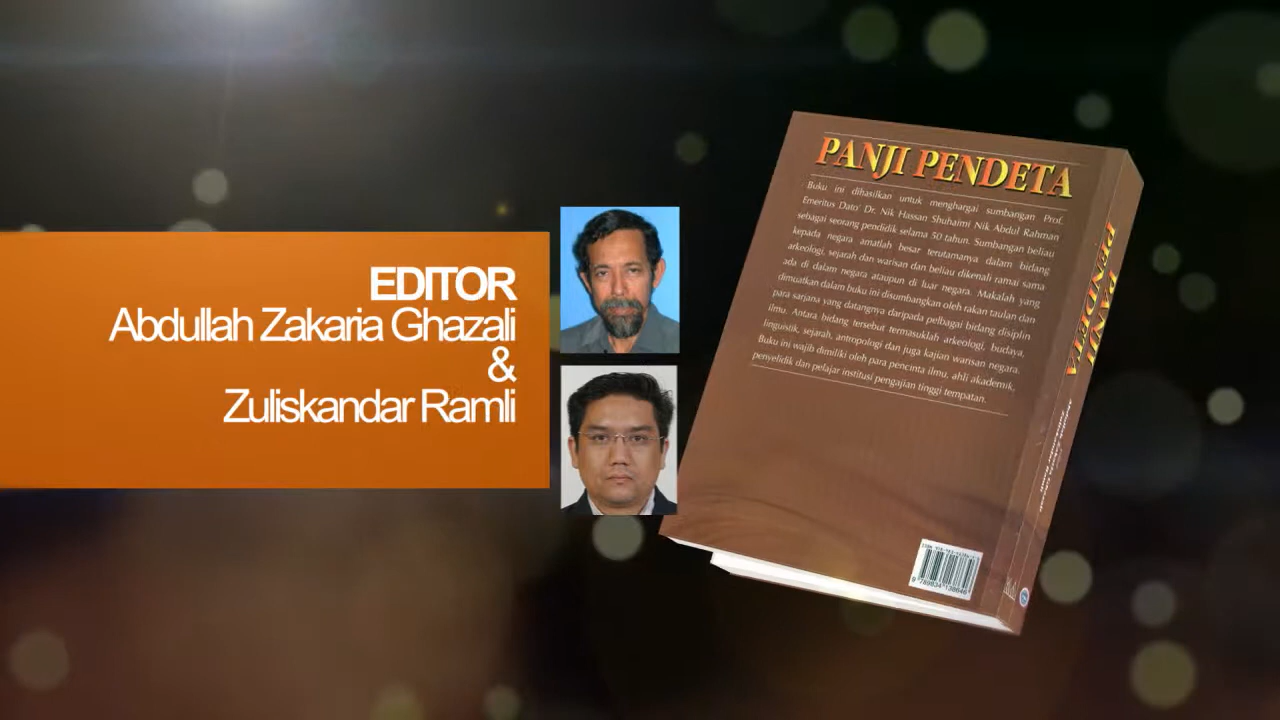 EDITOR
Abdullah Zakaria Ghazali
&
Zuliskandar Ramli
PANJI PENDETA
Buku ini dihasilkan untuk menghargai sumbangan Prof.
Emeritus Dato' Dr. Nik Hassan Shuhaimi Nik Abdul Rahman
sebagai seorang pendidik selama 50 tahun. Sumbangan beliau
kepada negara amatlah besar terutamanya dalam bidang
arkeologi, sejarah dan warisan dan beliau dikenali ramai sama
ada di dalam negara ataupun di luar negara. Makalah yang
dimuatkan dalam buku ini disumbangkan oleh rakan taulan dan
para sarjana yang datangnya daripada pelbagai bidang disiplin
ilmu. Antara bidang tersebut termasuklah arkeologi, budaya,
linguistik, sejarah, antropologi dan juga kajian warisan negara.
Buku ini wajib dimiliki oleh para pencinta ilmu, ahli akademik,
penyelidik dan pelajar institusi pengajian tinggi tempatan.
PANJI
PENDETA